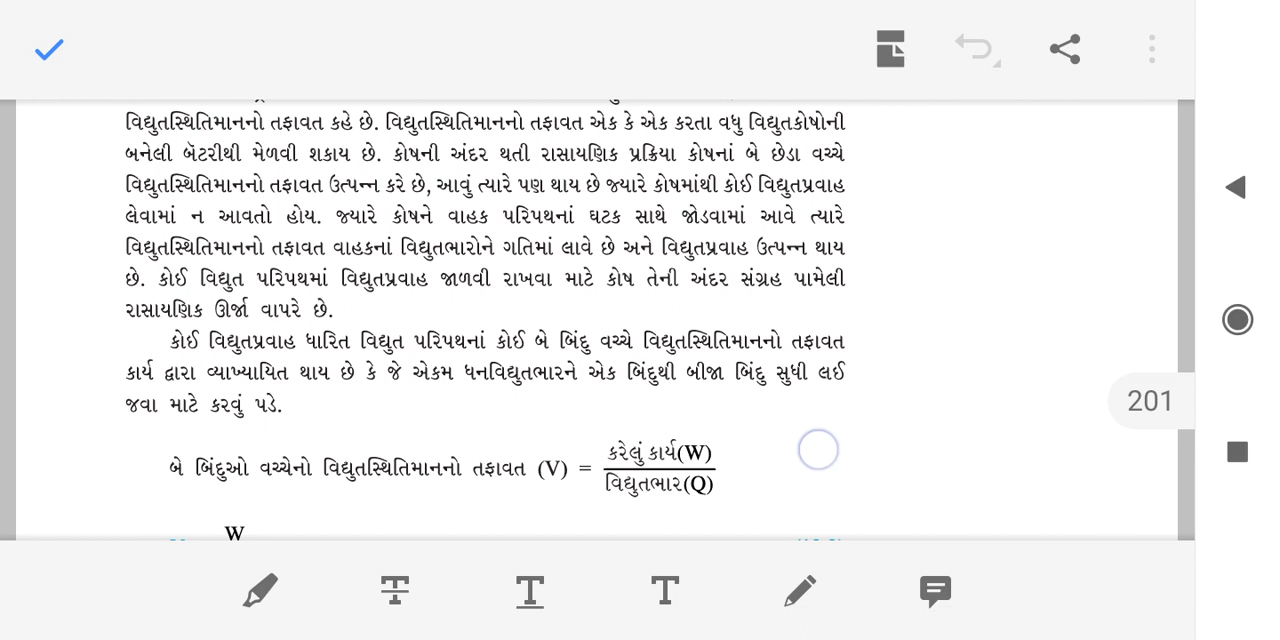 વિદ્યુતસ્થિતિમાનનો તફાવત કહે છે. વિદ્યુતસ્થિતિમાનનો તફાવત એક કે એક કરતા વધુ વિદ્યુતકોષોની
બનેલી બૅટરીથી મેળવી શકાય છે. કોષની અંદર થતી રાસાયણિક પ્રક્રિયા કોષનાં બે છેડા વચ્ચે
વિદ્યુતસ્થિતિમાનનો તફાવત ઉત્પન્ન કરે છે, આવું ત્યારે પણ થાય છે જ્યારે કોષમાંથી કોઈ વિદ્યુતપ્રવાહ
લેવામાં ન આવતો હોય. જ્યારે કોષને વાહક પરિપથનાં ઘટક સાથે જોડવામાં આવે ત્યારે
વિદ્યુતસ્થિતિમાનનો તફાવત વાહકનાં વિદ્યુતભારોને ગતિમાં લાવે છે અને વિદ્યુતપ્રવાહ ઉત્પન્ન થાય
છે. કોઈ વિદ્યુત પરિપથમાં વિદ્યુતપ્રવાહ જાળવી રાખવા માટે કોષ તેની અંદર સંગ્રહ પામેલી
રાસાયણિક ઊર્જા વાપરે છે.
કોઈ વિદ્યુતપ્રવાહ ધારિત વિદ્યુત પરિપથનાં કોઈ બે બિંદુ વચ્ચે વિદ્યુતસ્થિતિમાનનો તફાવત
કાર્ય દ્વારા વ્યાખ્યાયિત થાય છે કે જે એકમ ધનવિદ્યુતભારને એક બિંદુથી બીજા બિંદુ સુધી લઈ
જવા માટે કરવું પડે.
201
બે બિંદુઓ વચ્ચેનો વિદ્યુતસ્થિતિમાનનો તફાવત (V) = કરેલું કાર્ય(W)
વિદ્યુતભાર(Q)
W